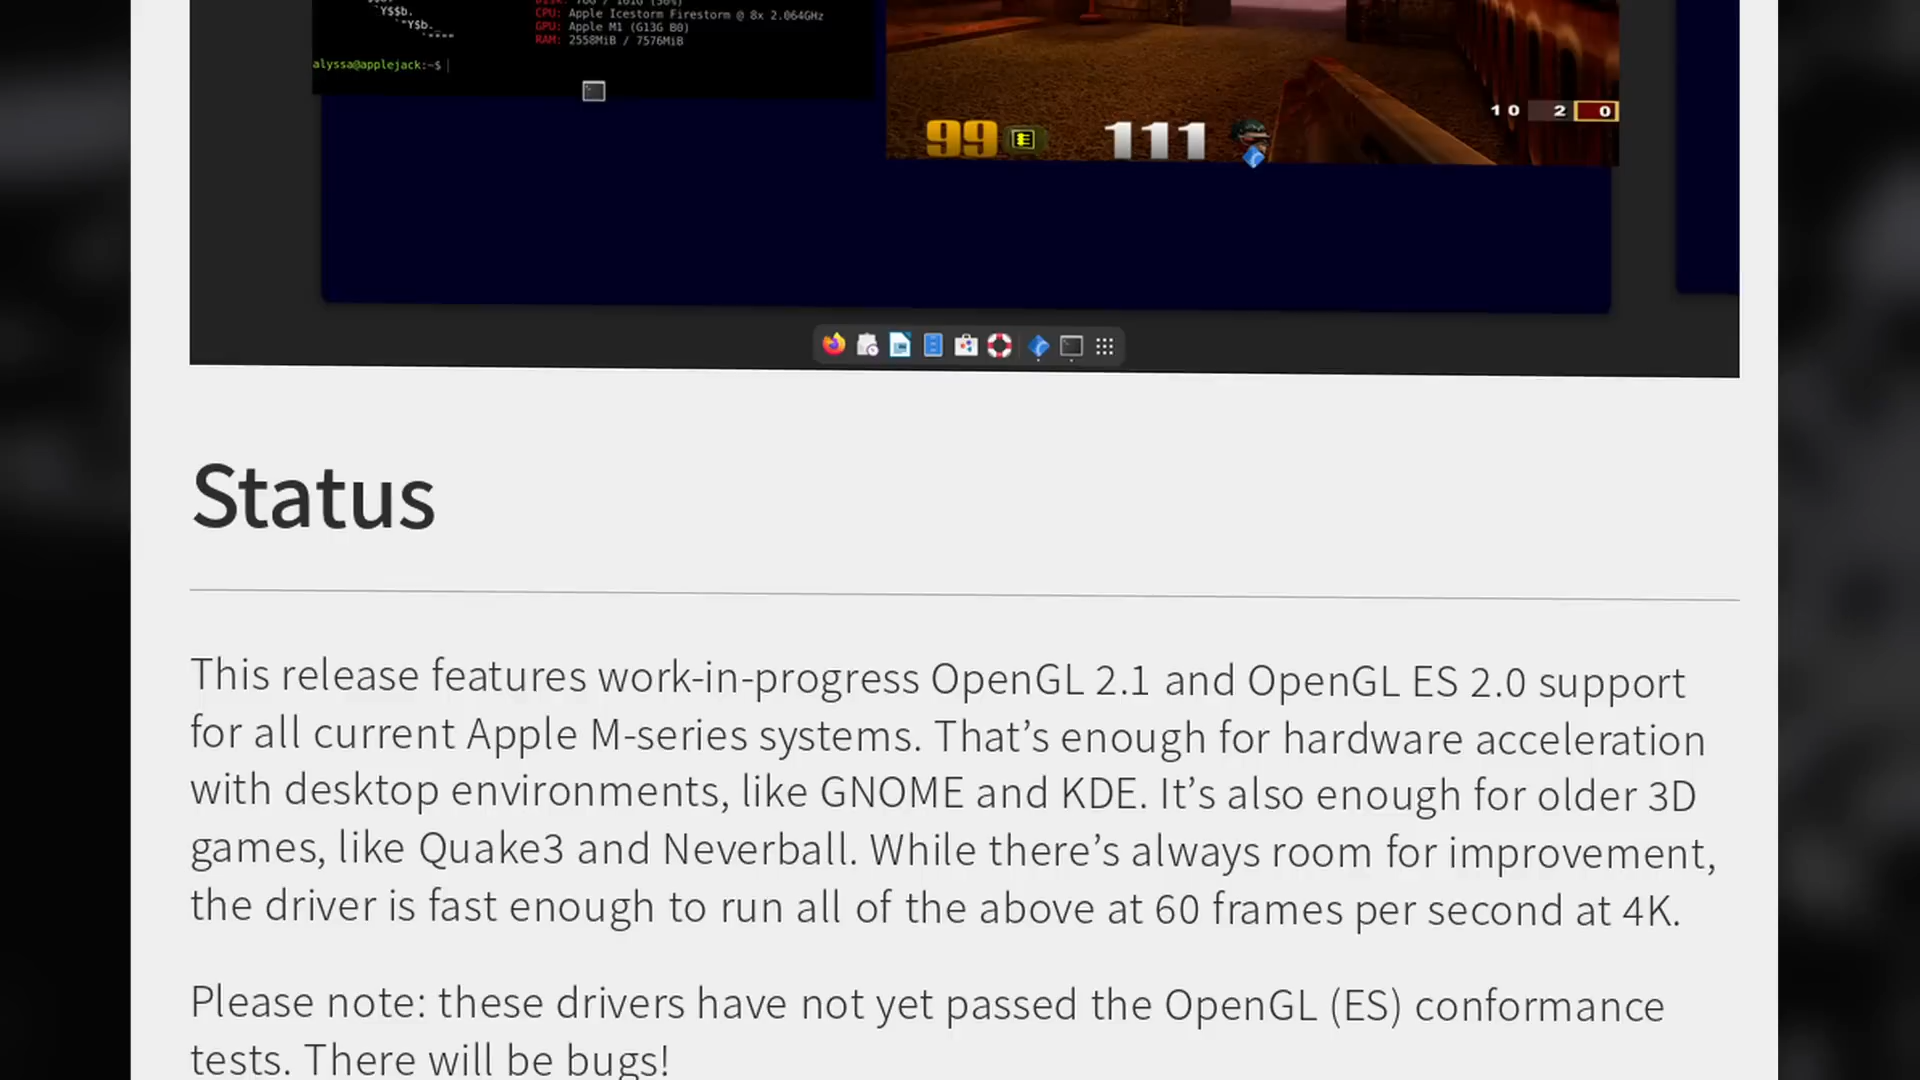 `Y$$b.
`"Y$b._
CPU: Apple Icestorm Firestorm @ 8x 2.064GHz
GPU: Apple M1 (G13G B0)
RAM: 2558MiB / 7576MiB
alyssa@applejack:~$
10 2 0
99 111
Status
This release features work-in-progress OpenGL 2.1 and OpenGL ES 2.0 support
for all current Apple M-series systems. That’s enough for hardware acceleration
with desktop environments, like GNOME and KDE. It’s also enough for older 3D
games, like Quake3 and Neverball. While there’s always room for improvement,
the driver is fast enough to run all of the above at 60 frames per second at 4K.
Please note: these drivers have not yet passed the OpenGL (ES) conformance
tests. There will be bugs!